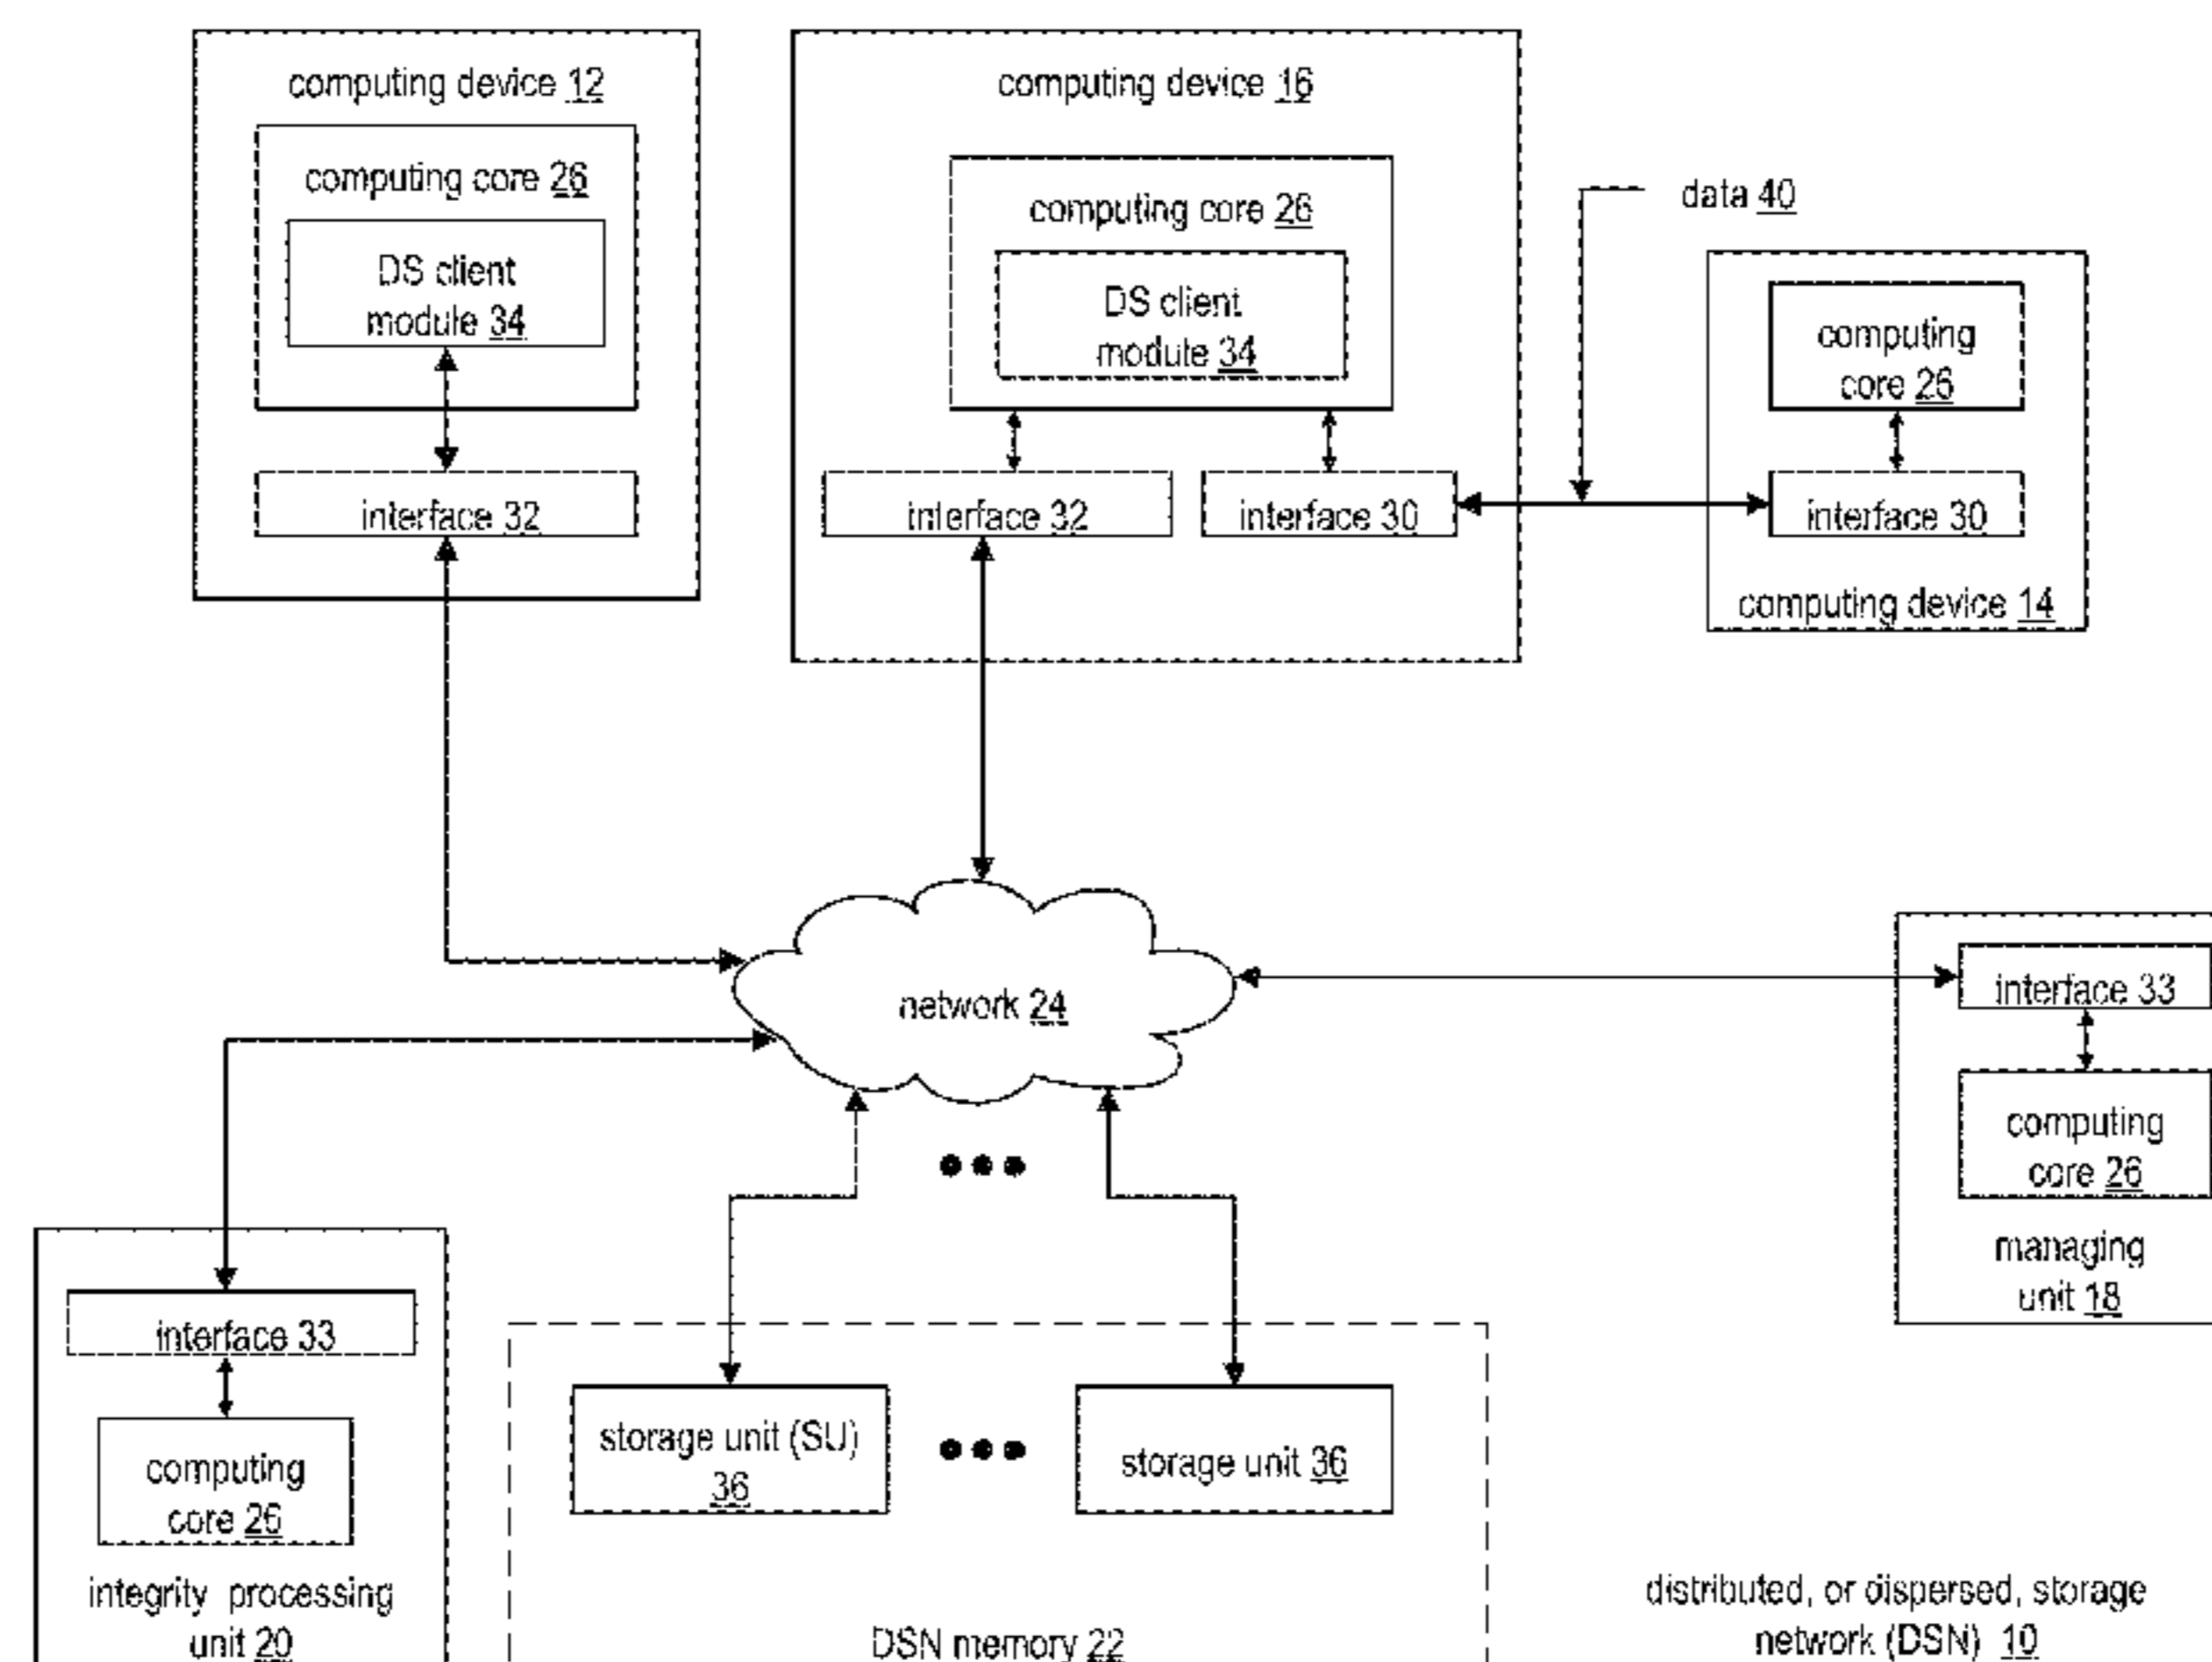 computing device 12
computing core 26
DS client
module 34
interface 32
computing device 16
computing core 26
DS client
module 34
interface 32
interface 30
data 40
computing
core 26
interface 30
computing device 14
network 24
interface 33
computing
core 26
managing
unit 18
interface 33
computing
core 26
integrity processing
unit 20
storage unit (SU)
36
storage unit 36
DSN memory 22
distributed, or dispersed, storage
network (DSN) 10